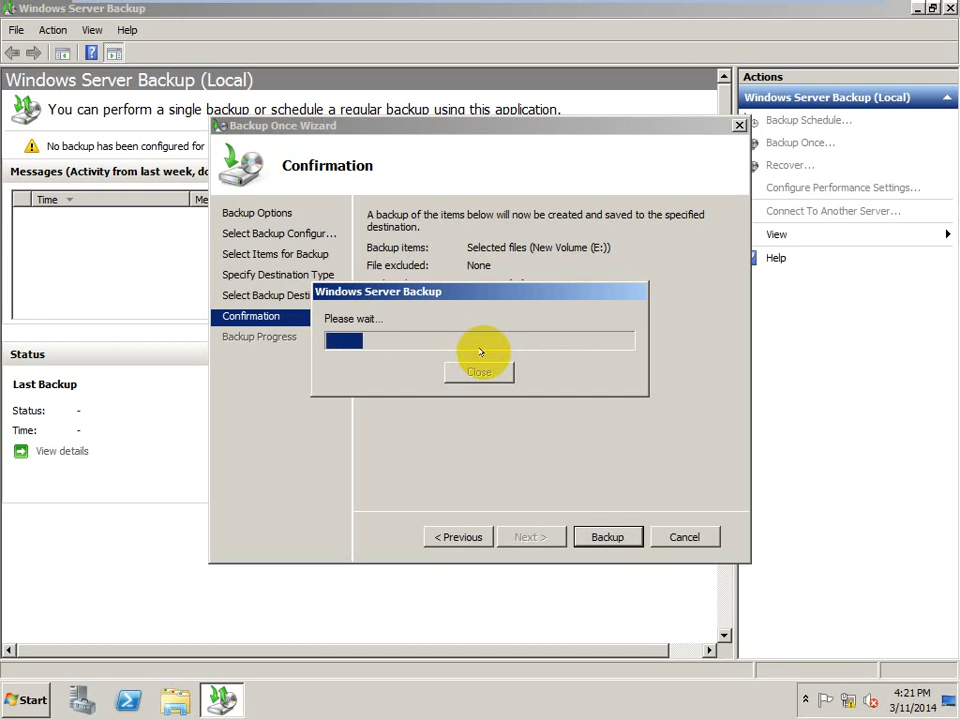 Windows Server Backup
File Action View Help
Windows Server Backup (Local)
You can perform a single backup or schedule a regular backup using this application.
No backup has been configured for
Messages (Activity from last week, do
Time Me
Status
Last Backup
Status: -
Time: -
View details
Backup Once Wizard
Confirmation
Backup Options
Select Backup Configur...
Select Items for Backup
Specify Destination Type
Select Backup Desti
Confirmation
Backup Progress
A backup of the items below will now be created and saved to the specified
destination.
Backup items: Selected files (New Volume (E:))
File excluded: None
Windows Server Backup
Please wait...
Close
< Previous Next > Backup Cancel
Actions
Windows Server Backup (Local)
Backup Schedule...
Backup Once...
Recover...
Configure Performance Settings...
Connect To Another Server...
View
Help
Start
4:21 PM
3/11/2014